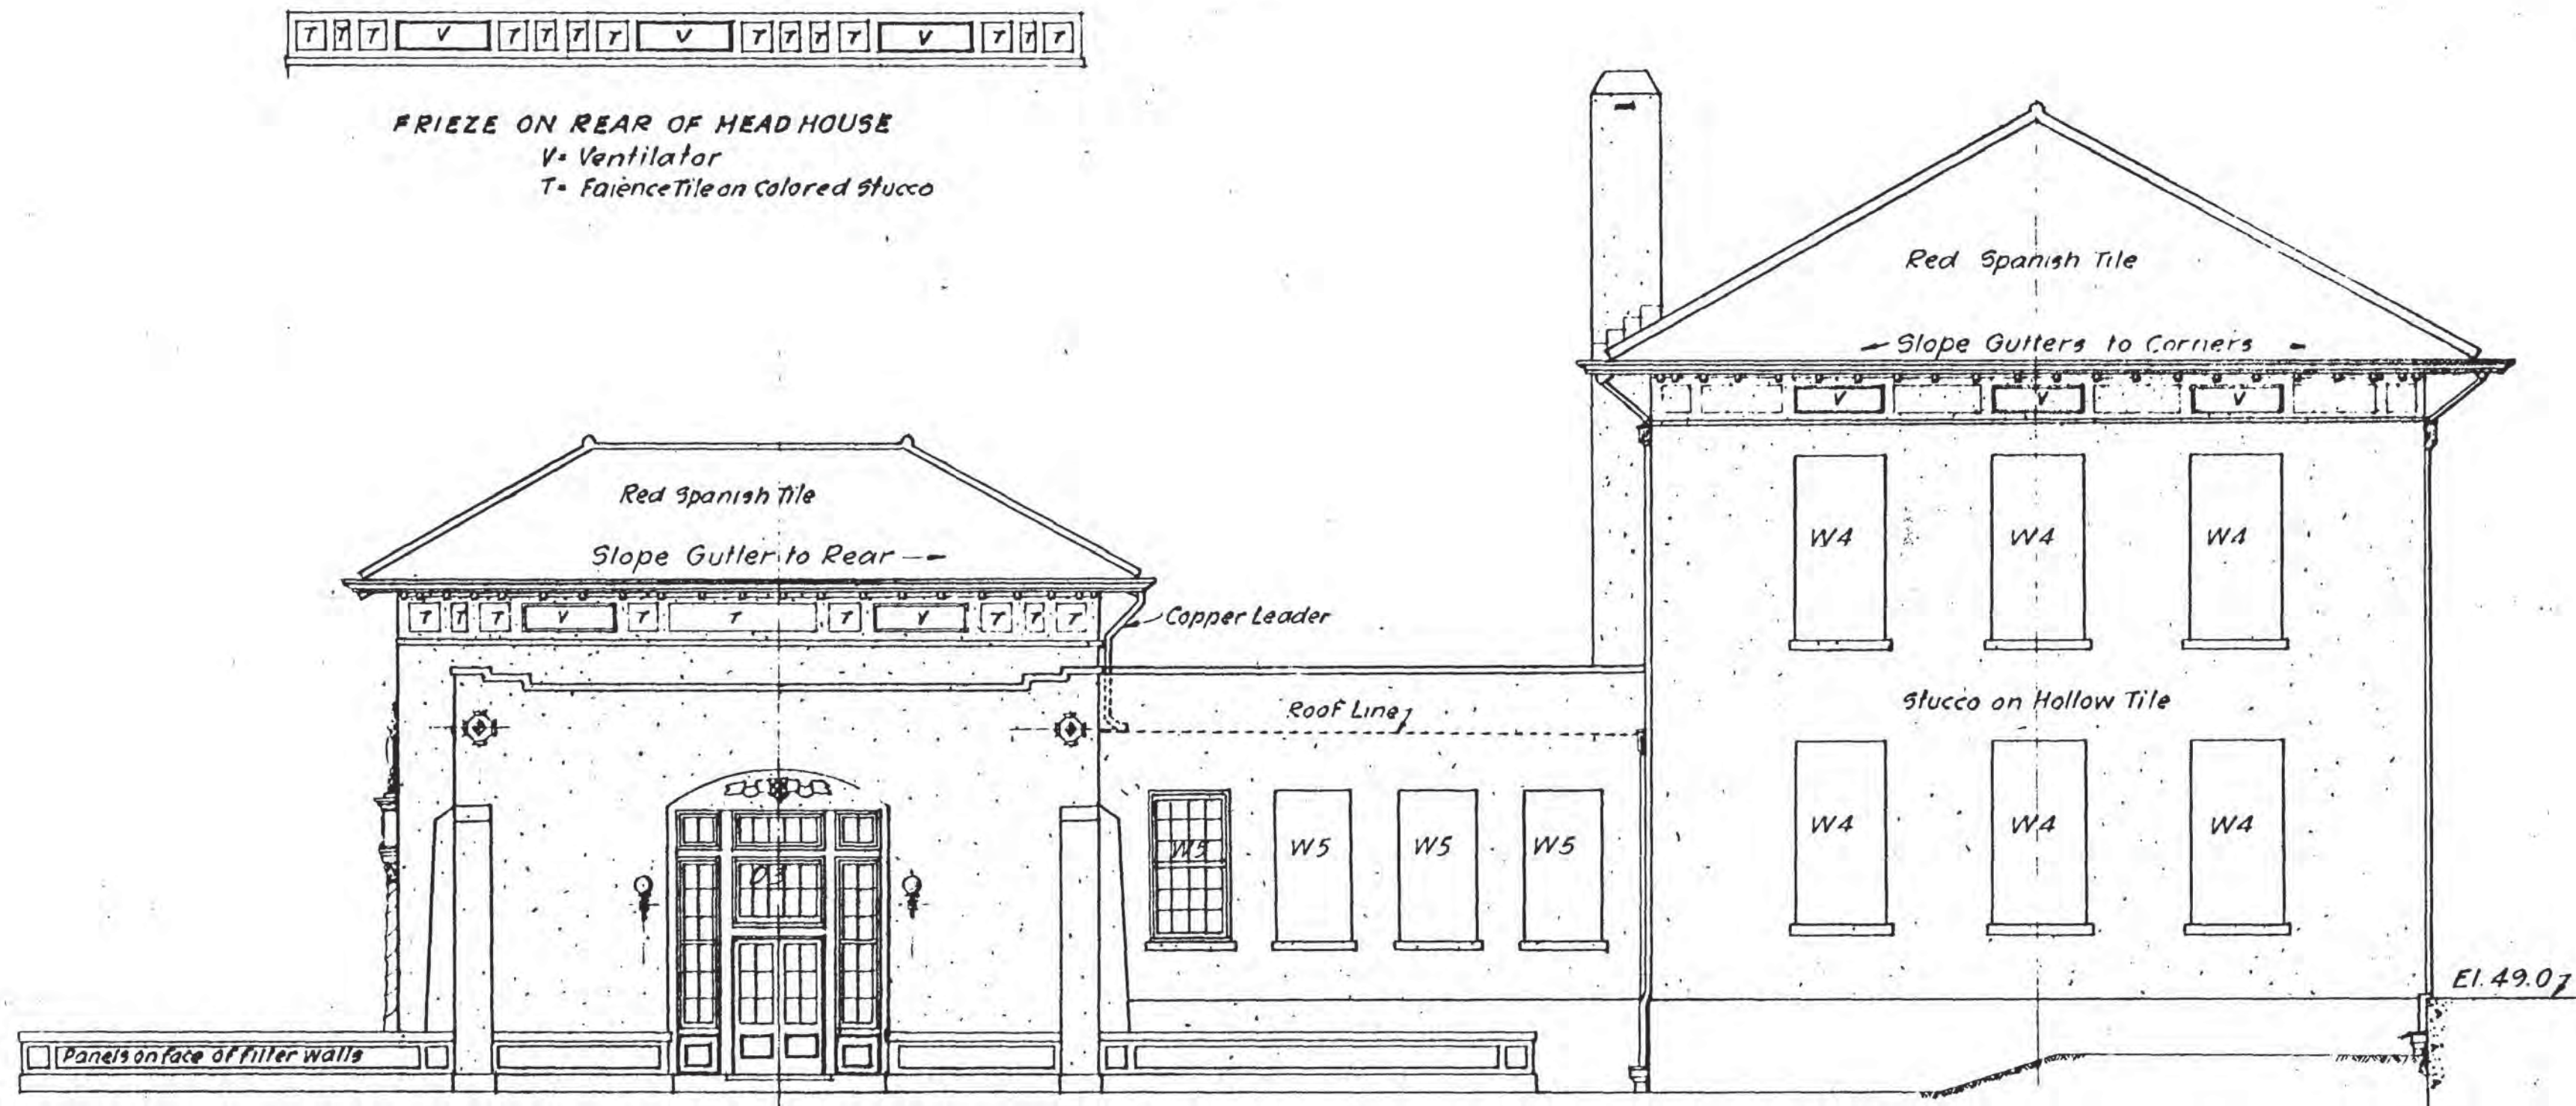 T T T V T T T T V T T T T V T T T
FRIEZE ON REAR OF HEAD HOUSE
V= Ventilator
T= Faience Tile on Colored Stucco
Red Spanish Tile
Slope Gutters to Corners
V V V
Red Spanish Tile
Slope Gutter to Rear
T T T V T T T V T T T
Copper Leader
W4 W4 W4
Roof Line
Stucco on Hollow Tile
W5 W5 W5 W5
W4 W4 W4
El. 49.0
Panels on face of filter walls